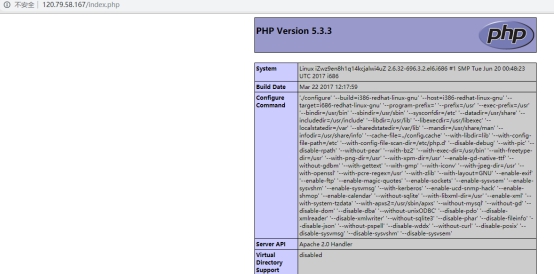 不安全 | 120.79.58.167/index.php
PHP Version 5.3.3
php
System
Linux iZwz9en8h1q14kcjaiwi4uZ 2.6.32-696.3.2.el6.i686 #1 SMP Tue Jun 20 00:48:23
UTC 2017 i686
Build Date
Mar 22 2017 12:17:59
Configure
Command
'./configure' '--build=i386-redhat-linux-gnu' '--host=i386-redhat-linux-gnu' '--
target=i686-redhat-linux-gnu' '--program-prefix=' '--prefix=/usr' '--exec-prefix=/usr'
'--bindir=/usr/bin' '--sbindir=/usr/sbin' '--sysconfdir=/etc' '--datadir=/usr/share' '--
includedir=/usr/include' '--libdir=/usr/lib' '--libexecdir=/usr/libexec' '--
localstatedir=/var' '--sharedstatedir=/var/lib' '--mandir=/usr/share/man' '--
infodir=/usr/share/info' '--cache-file=../config.cache' '--with-libdir=lib' '--with-config-
file-path=/etc' '--with-config-file-scan-dir=/etc/php.d' '--disable-debug' '--with-pic' '--
disable-rpath' '--without-pear' '--with-bz2' '--with-exec-dir=/usr/bin' '--with-freetype-
dir=/usr' '--with-png-dir=/usr' '--with-xpm-dir=/usr' '--enable-gd-native-ttf' '--
without-gdbm' '--with-gettext' '--with-gmp' '--with-iconv' '--with-jpeg-dir=/usr' '--
with-openssl' '--with-pcre-regex=/usr' '--with-zlib' '--with-layout=GNU' '--enable-exif'
'--enable-ftp' '--enable-magic-quotes' '--enable-sockets' '--enable-sysvsem' '--enable-
sysvshm' '--enable-sysvmsg' '--with-kerberos' '--enable-ucd-snmp-hack' '--enable-
shmop' '--enable-calendar' '--without-sqlite' '--with-libxml-dir=/usr' '--enable-xml' '--
with-system-tzdata' '--with-apxs2=/usr/sbin/apxs' '--without-mysql' '--without-gd' '--
disable-dom' '--disable-dba' '--without-unixODBC' '--disable-pdo' '--disable-
xmlreader' '--disable-xmlwriter' '--without-sqlite3' '--disable-phar' '--disable-fileinfo'
'--disable-json' '--without-pspell' '--disable-wddx' '--without-curl' '--disable-posix' '--
disable-sysvmsg' '--disable-sysvshm' '--disable-sysvsem'
Server API
Apache 2.0 Handler
Virtual
Directory
Support
disabled